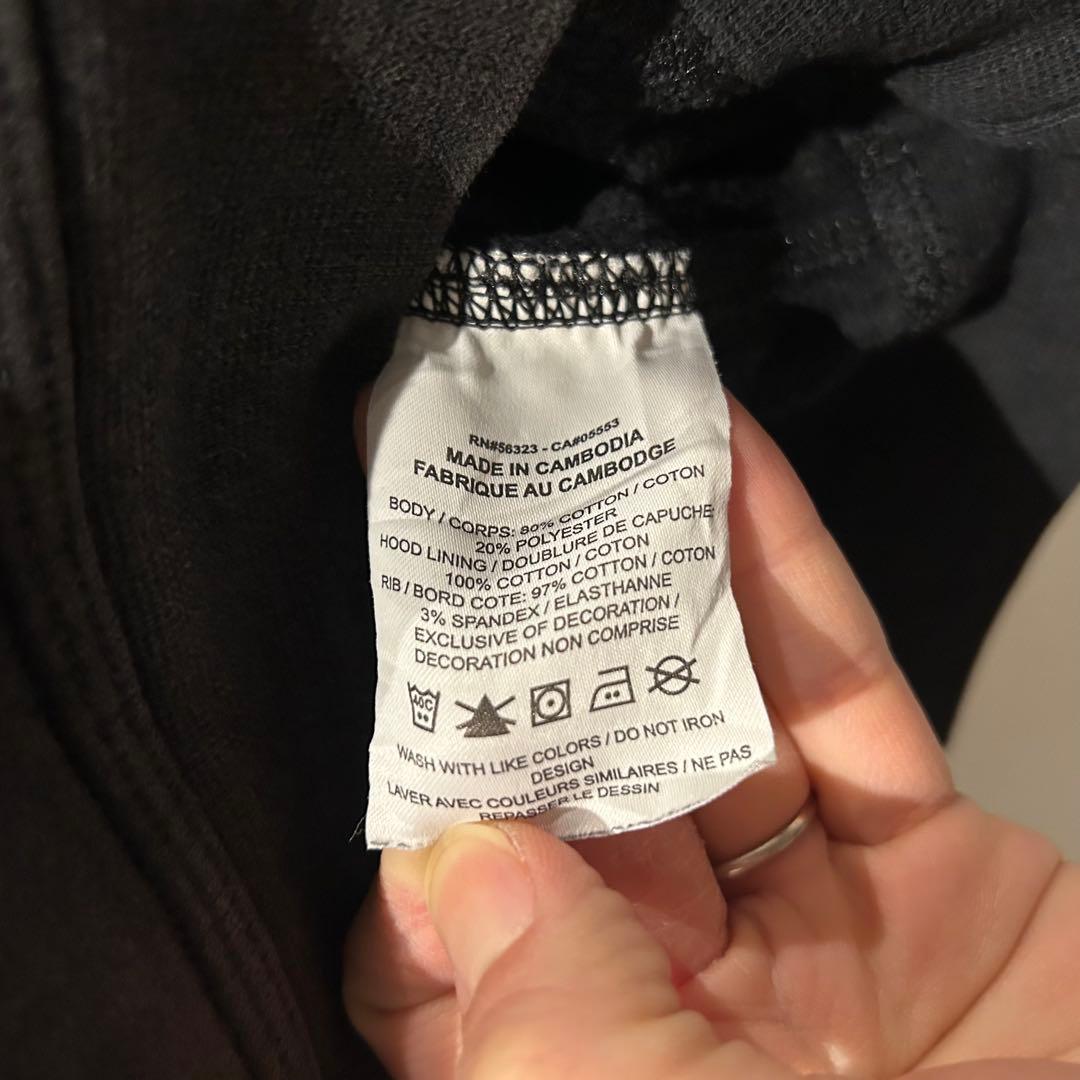 RN#56323 - CA#05553
MADE IN CAMBODIA
FABRIQUE AU CAMBODGE
BODY / CORPS: 80% COTTON / COTON
20% POLYESTER
HOOD LINING / DOUBLURE DE CAPUCHE:
100% COTTON / COTON
RIB / BORD COTE: 97% COTTON / COTON
3% SPANDEX / ELASTHANNE
EXCLUSIVE OF DECORATION /
DECORATION NON COMPRISE
40C
WASH WITH LIKE COLORS / DO NOT IRON
DESIGN
LAVER AVEC COULEURS SIMILAIRES / NE PAS
REPASSER LE DESSIN